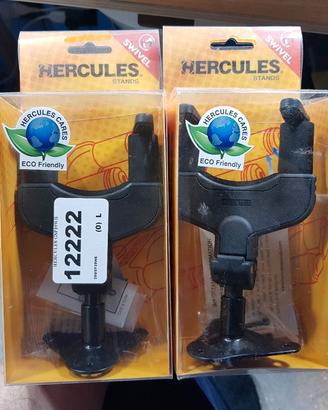 SWIVEL
HERCULES
STANDS
HERCULES CARES
ECO Friendly
12222
(0) L
SWIVEL
HERCULES
STANDS
HERCULES CARES
ECO Friendly